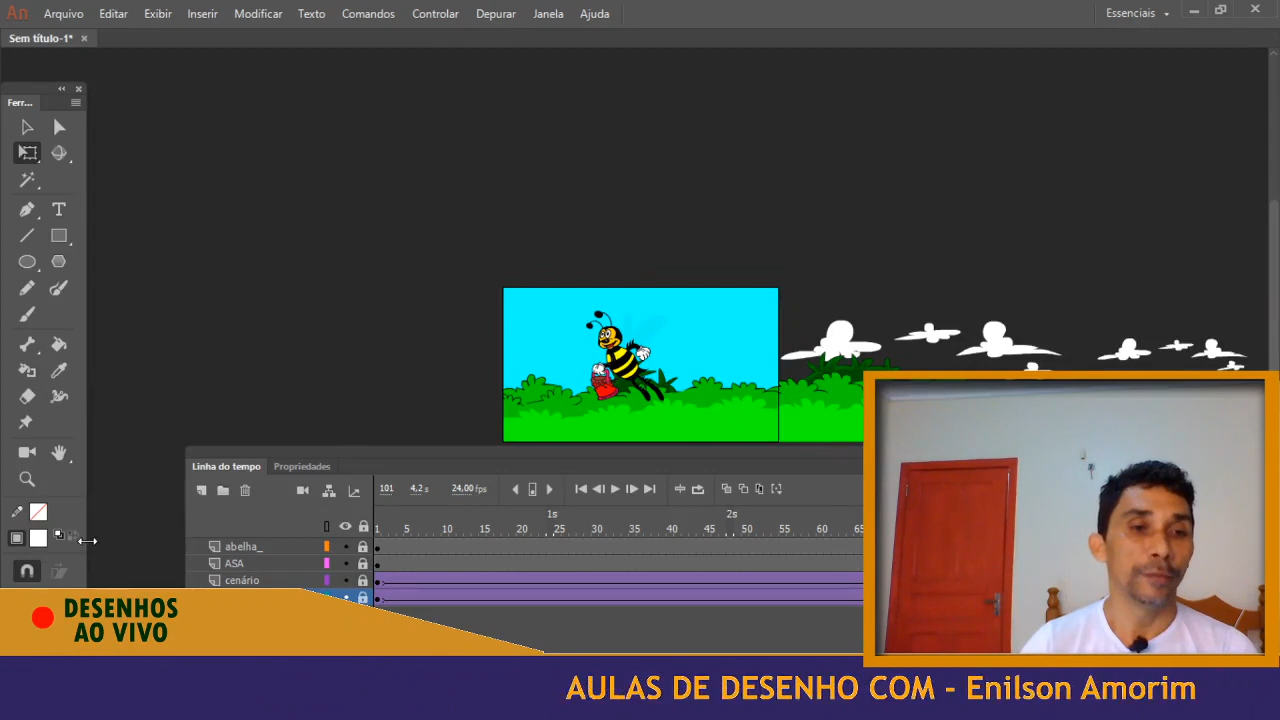 An Arquivo Editar Exibir Inserir Modificar Texto Comandos Controlar Depurar Janela Ajuda Essenciais
Sem título-1* ×
Ferr...
T
Linha do tempo Propriedades
101 4,2 s 24,00 fps
1s 2s
1 5 10 15 20 25 30 35 40 45 50 55 60 65
abelha_
ASA
cenário
DESENHOS
AO VIVO
AULAS DE DESENHO COM - Enilson Amorim